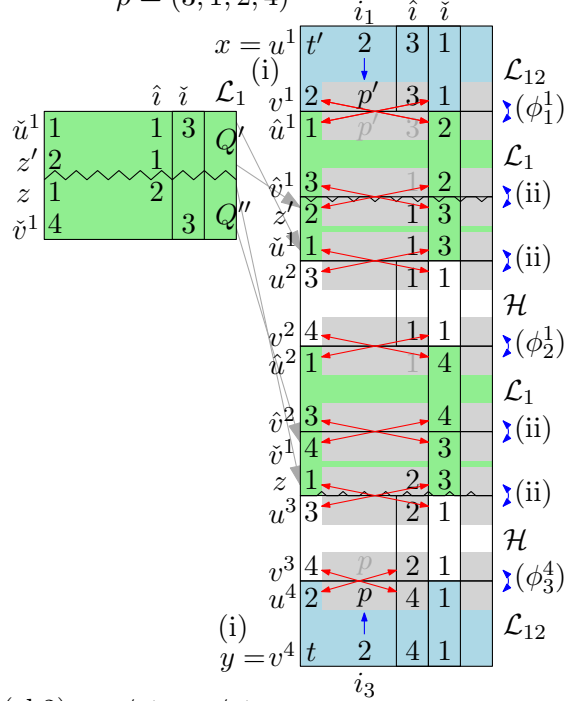 ρ = (3, 1, 2, 4)
i₁ î ǐ
x = u¹ t′ 2 3 1
(i) ℒ₁₂
v¹ 2 p′ 3 1 (ϕ¹₁)
û¹ 1 p′ 3 2
ℒ₁
v̂¹ 3 1 2 (ii)
z′ 2 1 3
ǔ¹ 1 1 3 (ii)
u² 3 1 1
ℋ
v² 4 1 1 (ϕ¹₂)
û² 1 1 4
ℒ₁
v̂² 3 4 (ii)
v̌¹ 4 3
z 1 2 3 (ii)
u³ 3 2 1
ℋ
v³ 4 p 2 1 (ϕ⁴₃)
u⁴ 2 p 4 1
(i) ℒ₁₂
y = v⁴ t 2 4 1
i₃
î ǐ ℒ₁
ǔ¹ 1 1 3 Q′
z′ 2 1
z 1 2 Q″
v̌¹ 4 3